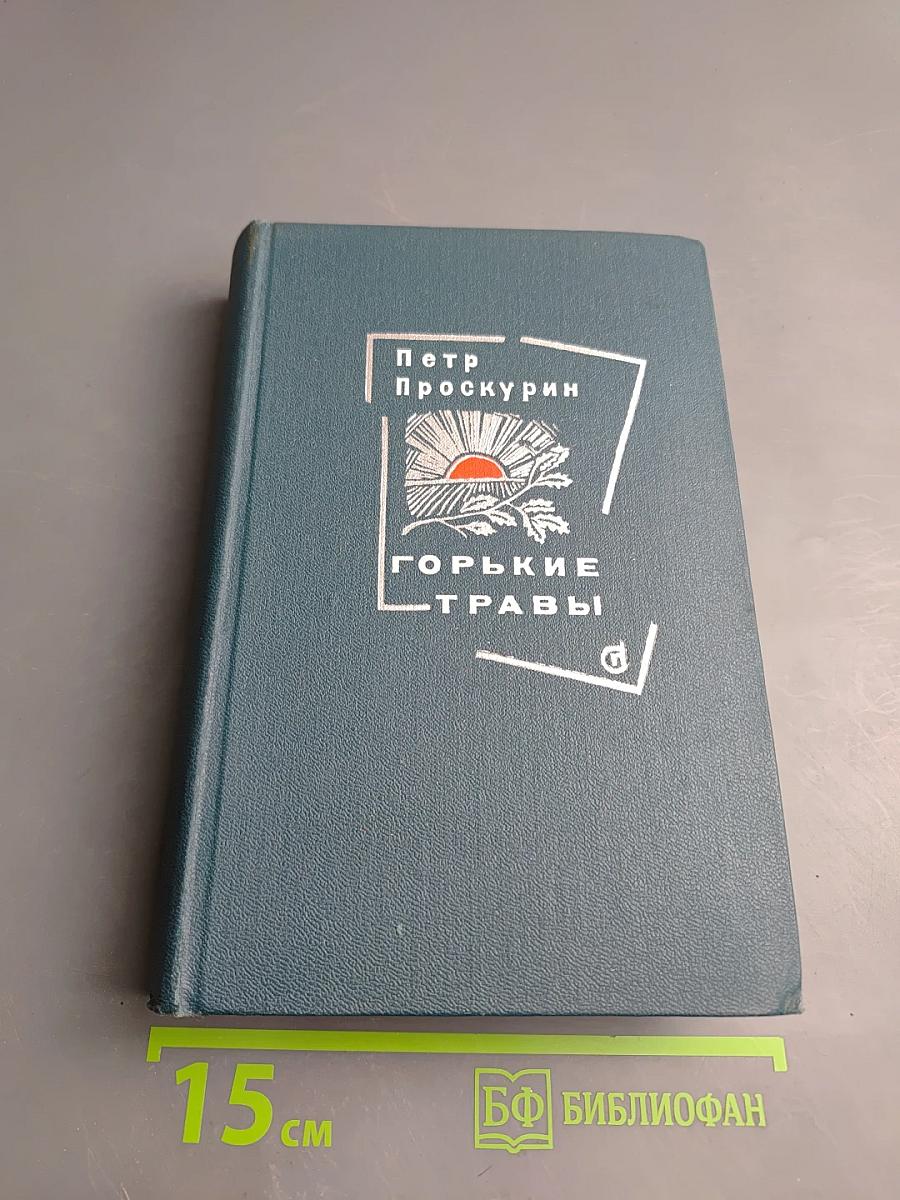 Петр
Проскурин
ГОРЬКИЕ
ТРАВЫ
15 см
БФ БИБЛИОФАН